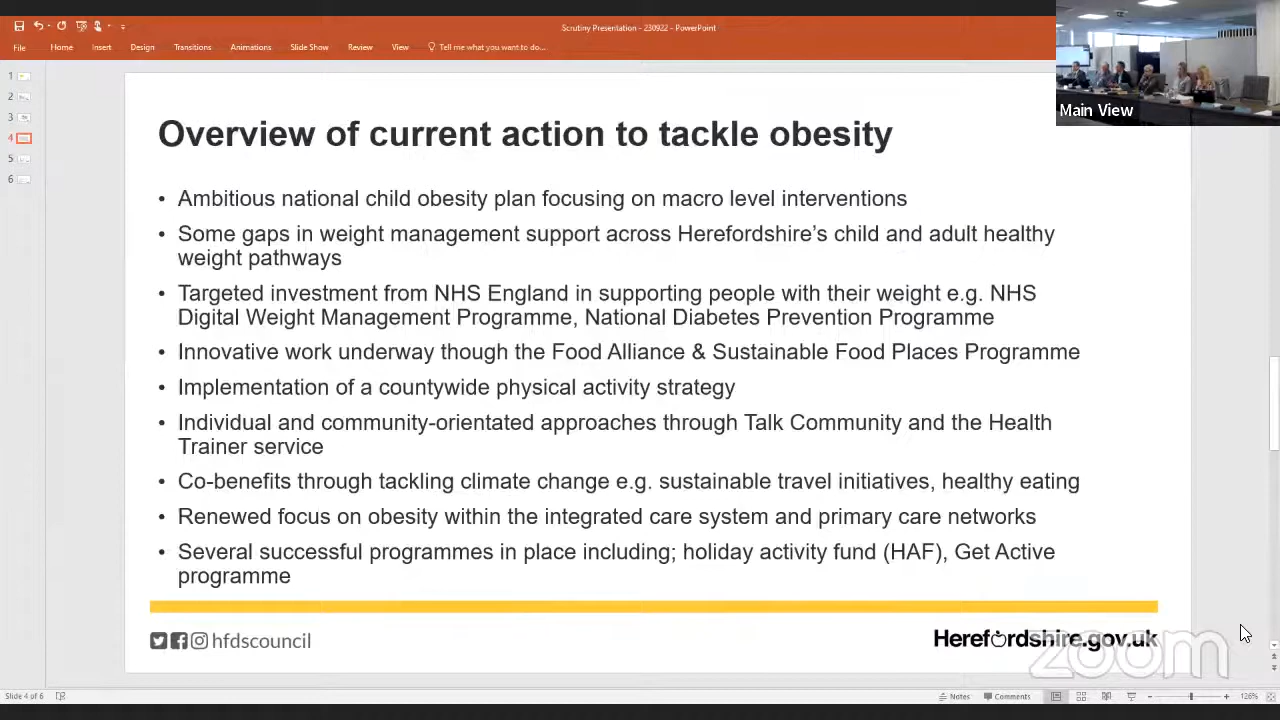 Scrutiny Presentation - 230922 - PowerPoint
File Home Insert Design Transitions Animations Slide Show Review View Tell me what you want to do...
Main View
1
2
3
4
5
6
Overview of current action to tackle obesity
• Ambitious national child obesity plan focusing on macro level interventions
• Some gaps in weight management support across Herefordshire’s child and adult healthy
weight pathways
• Targeted investment from NHS England in supporting people with their weight e.g. NHS
Digital Weight Management Programme, National Diabetes Prevention Programme
• Innovative work underway though the Food Alliance & Sustainable Food Places Programme
• Implementation of a countywide physical activity strategy
• Individual and community-orientated approaches through Talk Community and the Health
Trainer service
• Co-benefits through tackling climate change e.g. sustainable travel initiatives, healthy eating
• Renewed focus on obesity within the integrated care system and primary care networks
• Several successful programmes in place including; holiday activity fund (HAF), Get Active
programme
hfdscouncil
Herefordshire.gov.uk
zoom
Slide 4 of 6 Notes Comments 126%